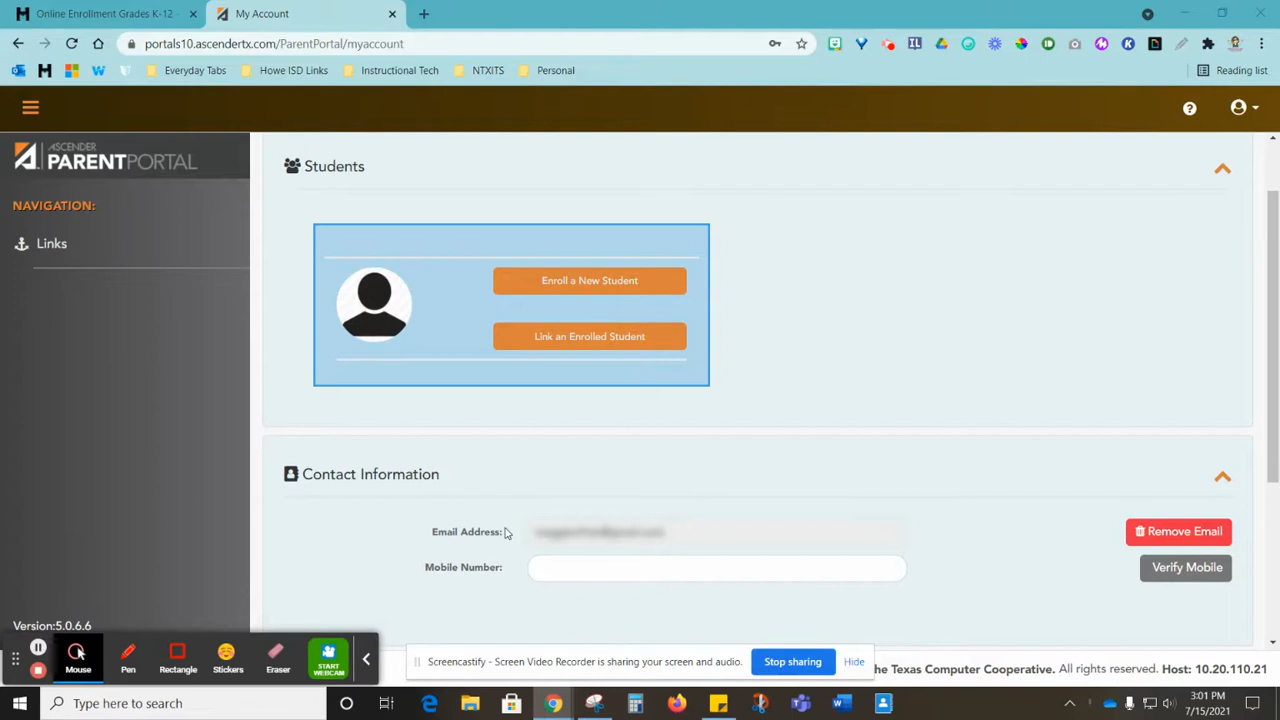 Online Enrollment Grades K-12 -
My Account
portals10.ascendertx.com/ParentPortal/myaccount
Everyday Tabs
Howe ISD Links
Instructional Tech
NTXITS
Personal
Reading list
ASCENDER
PARENTPORTAL
NAVIGATION:
Links
Students
Enroll a New Student
Link an Enrolled Student
Contact Information
Email Address:
Remove Email
Mobile Number:
Verify Mobile
Version:5.0.6.6
Mouse
Pen
Rectangle
Stickers
Eraser
START
WEBCAM
Screencastify - Screen Video Recorder is sharing your screen and audio.
Stop sharing
Hide
he Texas Computer Cooperative. All rights reserved. Host: 10.20.110.21
Type here to search
3:01 PM
7/15/2021